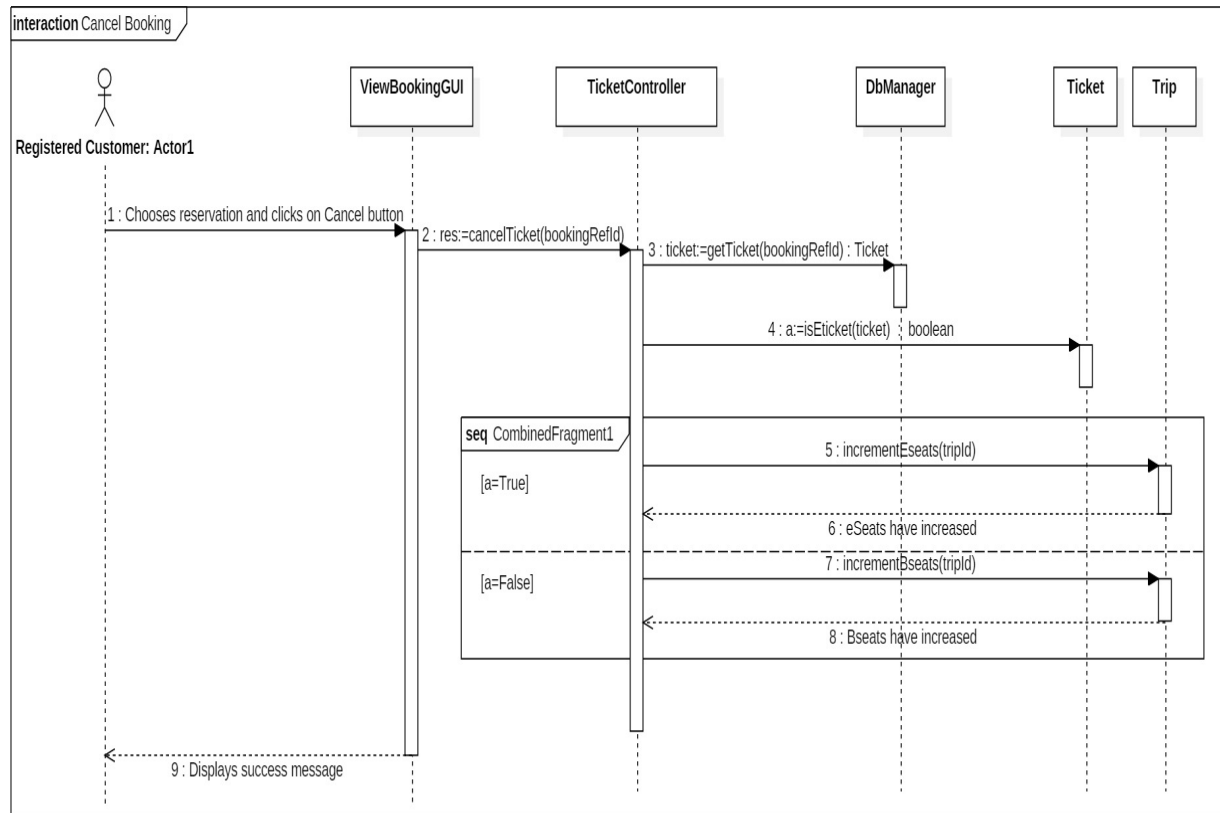 interaction Cancel Booking
ViewBookingGUI
TicketController
DbManager
Ticket
Trip
Registered Customer: Actor1
1 : Chooses reservation and clicks on Cancel button
2 : res:=cancelTicket(bookingRefId)
3 : ticket:=getTicket(bookingRefId) : Ticket
4 : a:=isEticket(ticket) : boolean
seq CombinedFragment1
5 : incrementEseats(tripId)
[a=True]
6 : eSeats have increased
7 : incrementBseats(tripId)
[a=False]
8 : Bseats have increased
9 : Displays success message